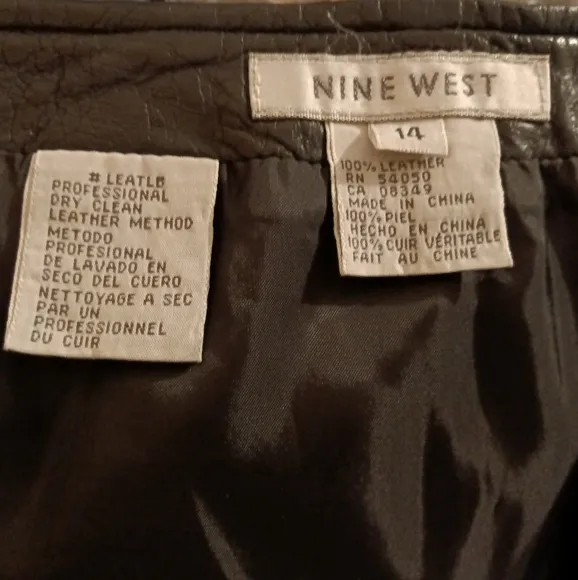 NINE WEST
14
100% LEATHER
RN 54050
CA 08349
MADE IN CHINA
100% PIEL
HECHO EN CHINA
100% CUIR VÉRITABLE
FAIT AU CHINE
# LEATLB
PROFESSIONAL
DRY CLEAN
LEATHER METHOD
METODO
PROFESIONAL
DE LAVADO EN
SECO DEL CUERO
NETTOYAGE A SEC
PAR UN
PROFESSIONNEL
DU CUIR